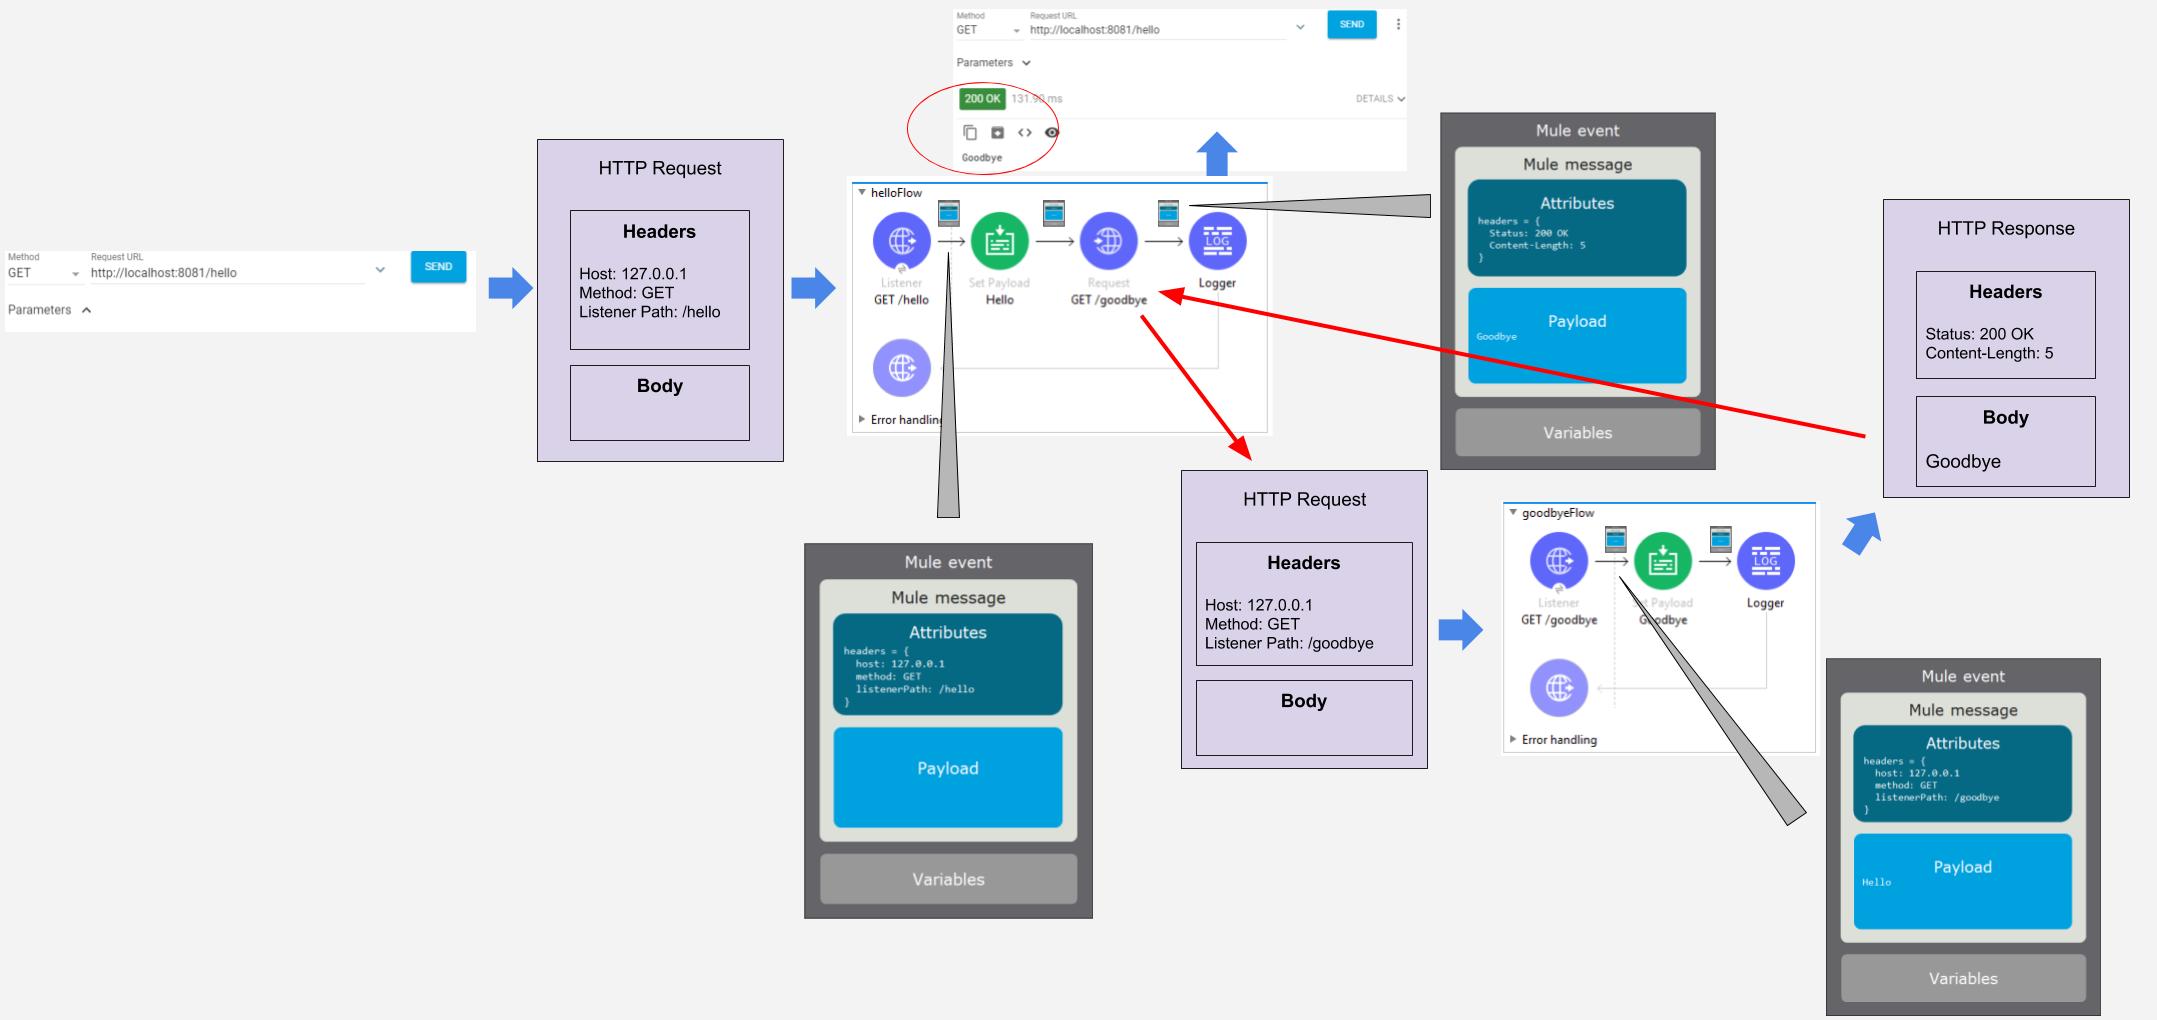 Method
Request URL
GET
http://localhost:8081/hello
SEND
Parameters
HTTP Request
Headers
Host: 127.0.0.1
Method: GET
Listener Path: /hello
Body
Method
Request URL
GET
http://localhost:8081/hello
SEND
Parameters
200 OK
131.90 ms
DETAILS
Goodbye
helloFlow
LOG
Listener
Set Payload
Request
Logger
GET /hello
Hello
GET /goodbye
Error handling
Mule event
Mule message
Attributes
headers = {
host: 127.0.0.1
method: GET
listenerPath: /hello
}
Payload
Variables
Mule event
Mule message
Attributes
headers = {
Status: 200 OK
Content-Length: 5
}
Payload
Goodbye
Variables
HTTP Request
Headers
Host: 127.0.0.1
Method: GET
Listener Path: /goodbye
Body
goodbyeFlow
LOG
Listener
Set Payload
Logger
GET /goodbye
Goodbye
Error handling
Mule event
Mule message
Attributes
headers = {
host: 127.0.0.1
method: GET
listenerPath: /goodbye
}
Payload
Hello
Variables
HTTP Response
Headers
Status: 200 OK
Content-Length: 5
Body
Goodbye